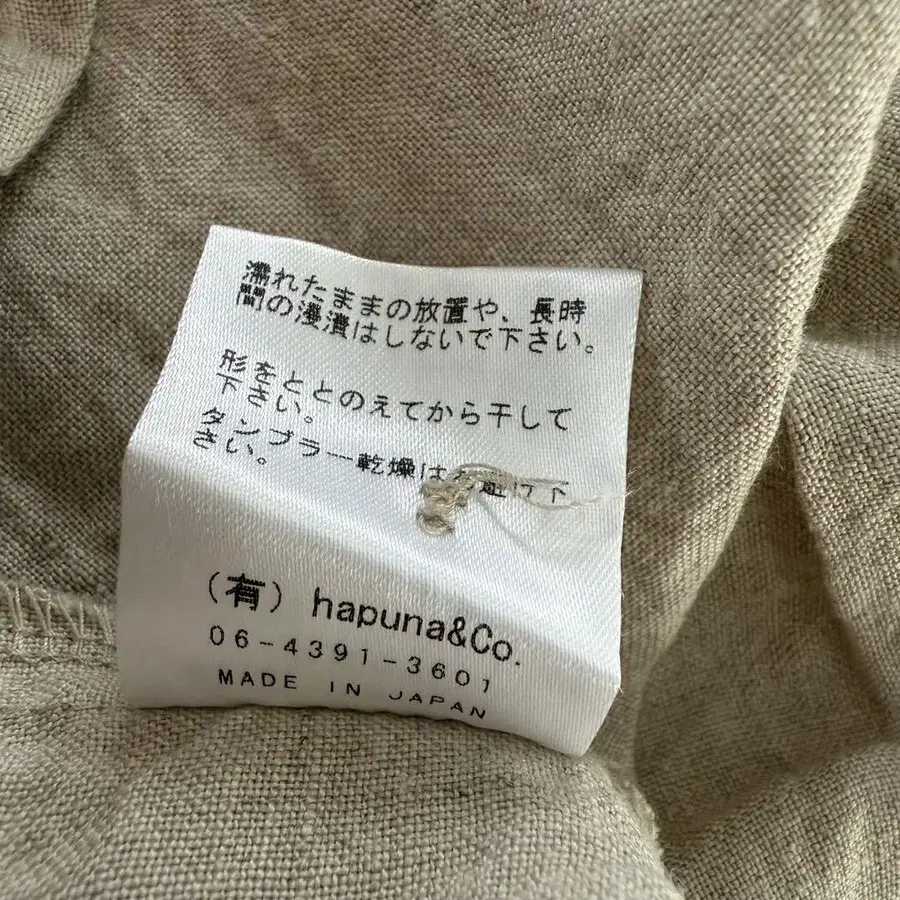 濡れたままの放置や、長時
間の浸漬はしないで下さい。
形をととのえてから干して
下さい。
タンブラー乾燥は 避け下
さい。
(有) hapuna&Co.
06-4391-3601
MADE IN JAPAN